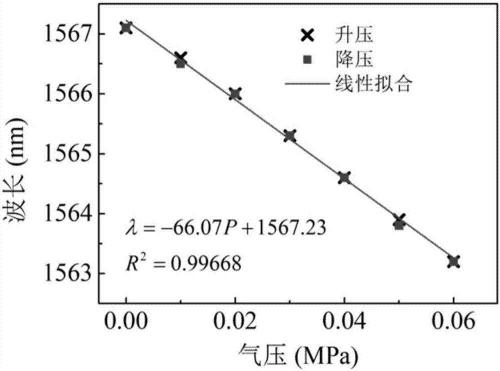 1567
1566
1565
1564
1563
波长 (nm)
升压
降压
线性拟合
λ=−66.07P+1567.23
R²=0.99668
0.00 0.02 0.04 0.06
气压 (MPa)